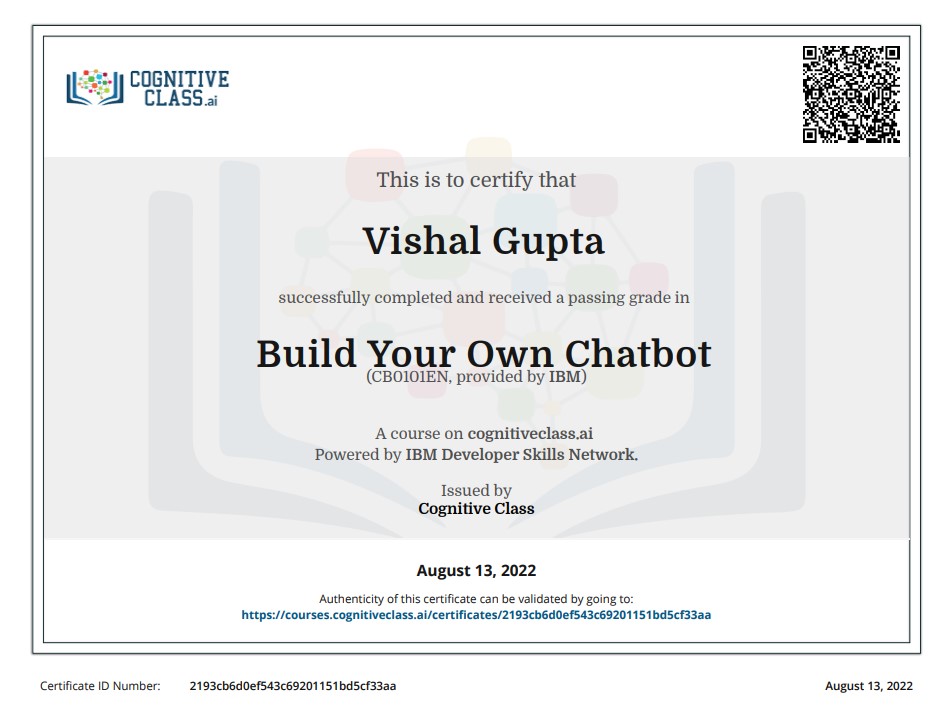 COGNITIVE
CLASS.ai
This is to certify that
Vishal Gupta
successfully completed and received a passing grade in
Build Your Own Chatbot
(CB0101EN, provided by IBM)
A course on cognitiveclass.ai
Powered by IBM Developer Skills Network.
Issued by
Cognitive Class
August 13, 2022
Authenticity of this certificate can be validated by going to:
https://courses.cognitiveclass.ai/certificates/2193cb6d0ef543c69201151bd5cf33aa
Certificate ID Number: 2193cb6d0ef543c69201151bd5cf33aa August 13, 2022